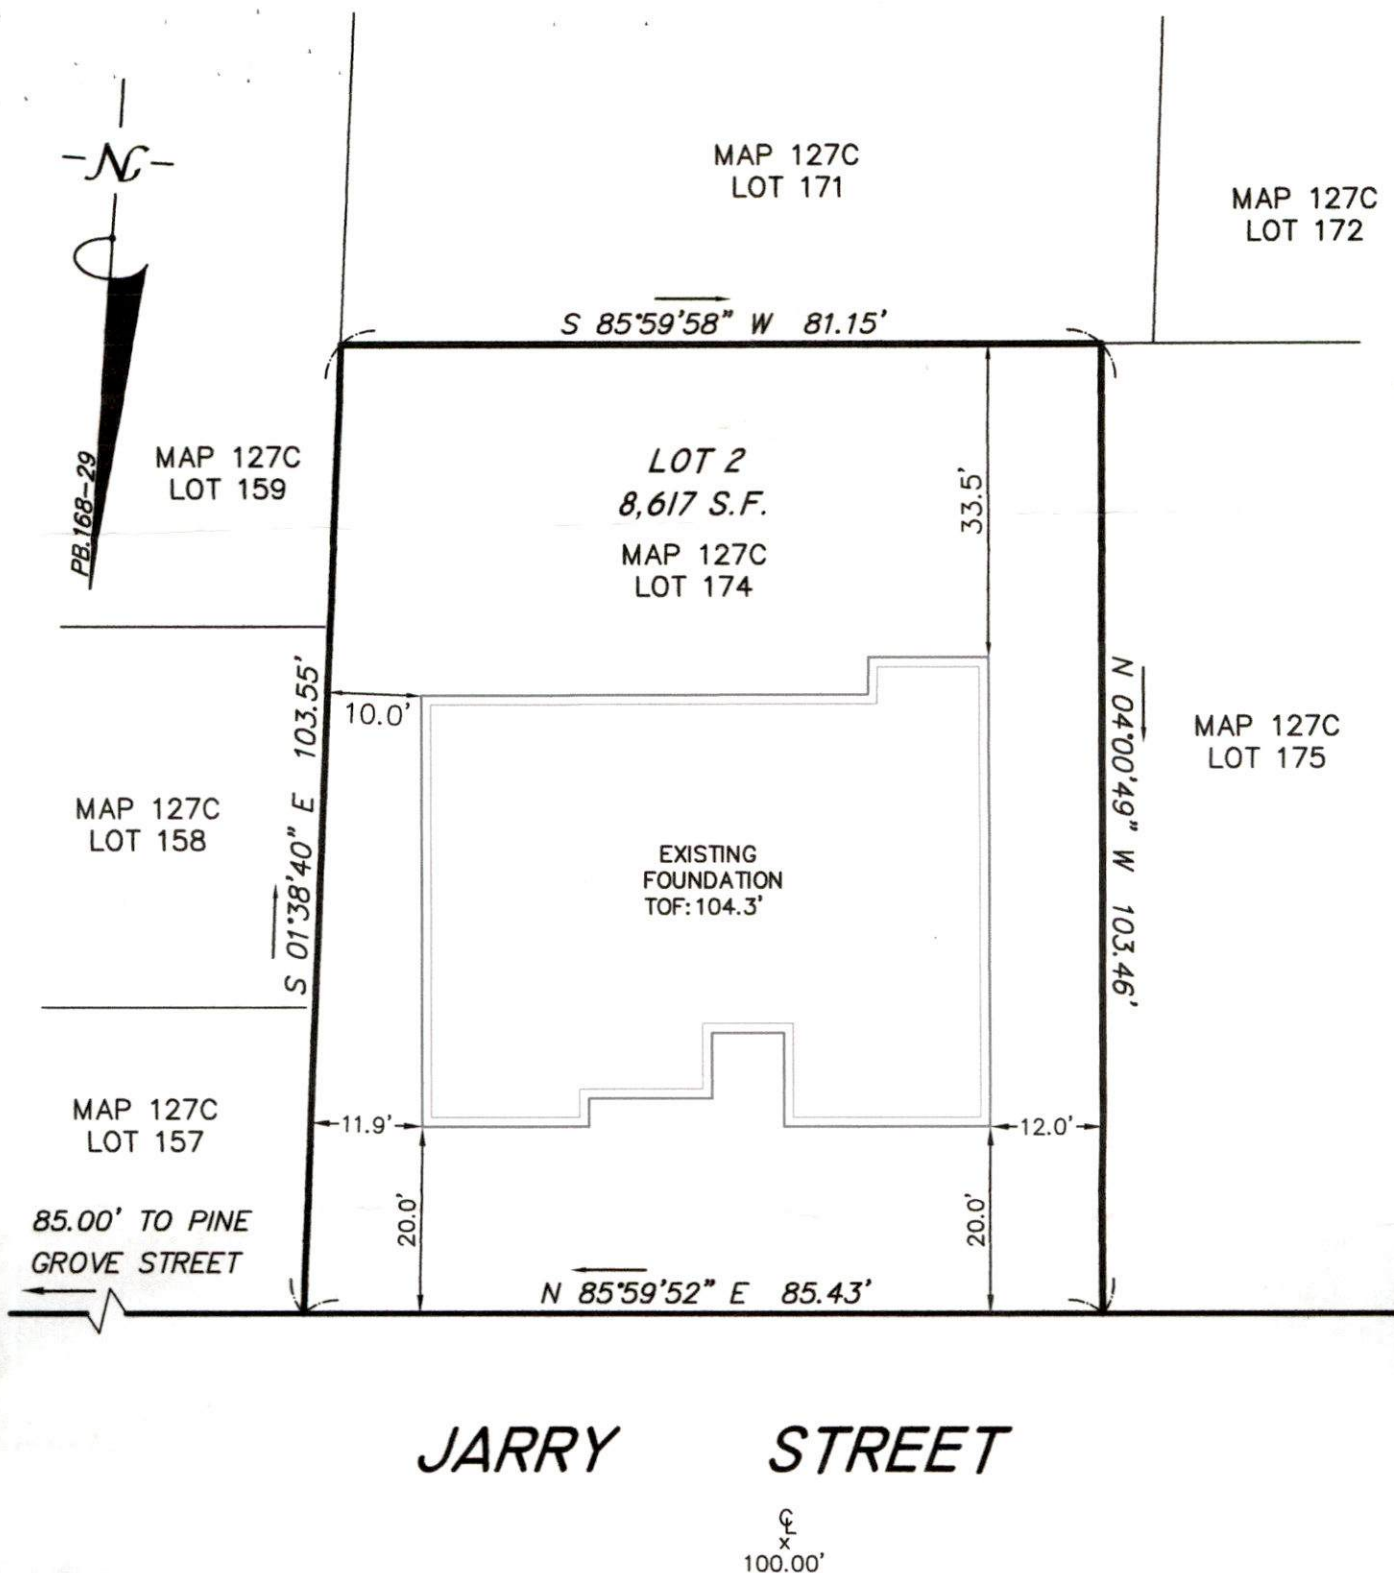 -N-
PB.168-29
MAP 127C
LOT 171
MAP 127C
LOT 172
S 85°59'58" W 81.15'
MAP 127C
LOT 159
LOT 2
8,617 S.F.
MAP 127C
LOT 174
33.5'
S 01°38'40" E 103.55'
10.0'
N 04°00'49" W 103.46'
MAP 127C
LOT 175
MAP 127C
LOT 158
EXISTING
FOUNDATION
TOF: 104.3'
MAP 127C
LOT 157
11.9'
12.0'
20.0'
20.0'
85.00' TO PINE
GROVE STREET
N 85°59'52" E 85.43'
JARRY STREET
℄
x
100.00'